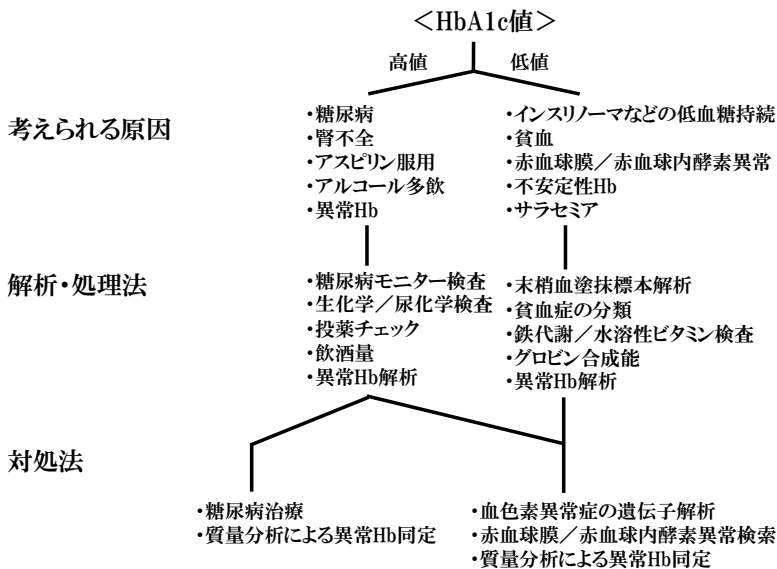 ＜HbA1c値＞
高値
低値
考えられる原因
・糖尿病
・腎不全
・アスピリン服用
・アルコール多飲
・異常Hb
・インスリノーマなどの低血糖持続
・貧血
・赤血球膜／赤血球内酵素異常
・不安定性Hb
・サラセミア
解析・処理法
・糖尿病モニター検査
・生化学／尿化学検査
・投薬チェック
・飲酒量
・異常Hb解析
・末梢血塗抹標本解析
・貧血症の分類
・鉄代謝／水溶性ビタミン検査
・グロビン合成能
・異常Hb解析
対処法
・糖尿病治療
・質量分析による異常Hb同定
・血色素異常症の遺伝子解析
・赤血球膜／赤血球内酵素異常検索
・質量分析による異常Hb同定